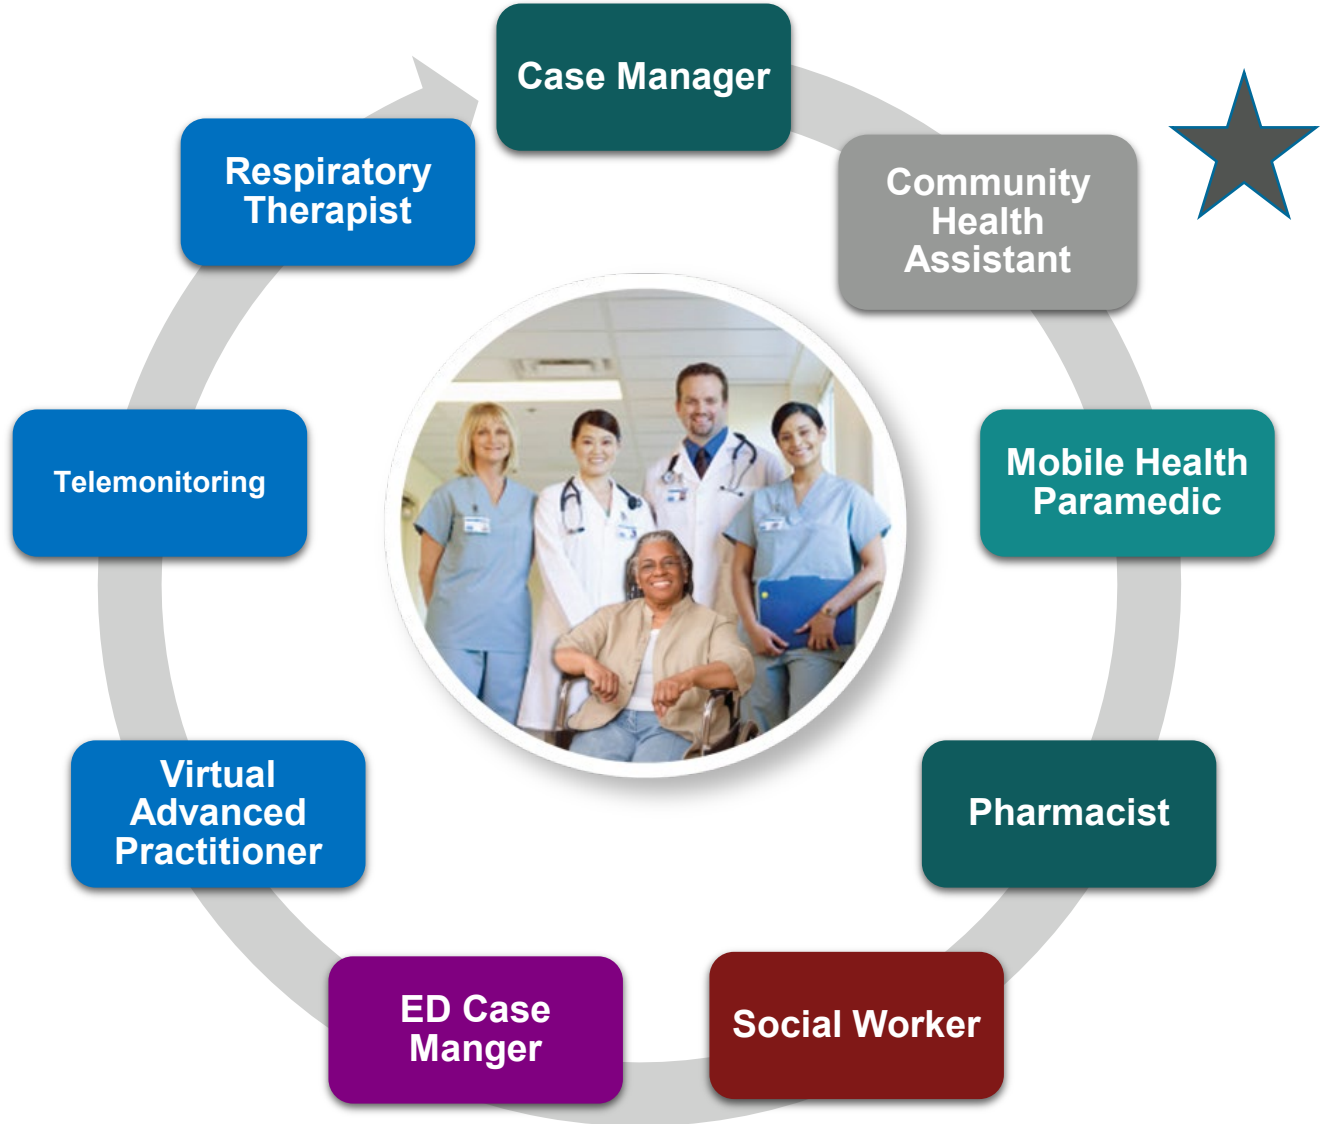 Case Manager
Community
Health
Assistant
Mobile Health
Paramedic
Pharmacist
Social Worker
ED Case
Manger
Virtual
Advanced
Practitioner
Telemonitoring
Respiratory
Therapist